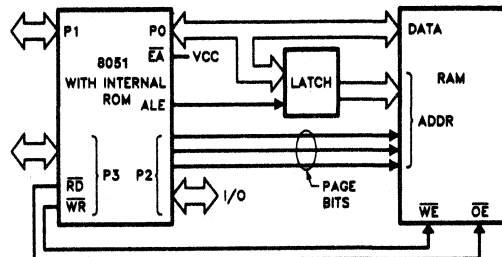 P1
P0
DATA
8051
WITH INTERNAL
ROM
EA
VCC
LATCH
RAM
ALE
ADDR
P3
P2
RD
WR
I/O
PAGE
BITS
WE
OE